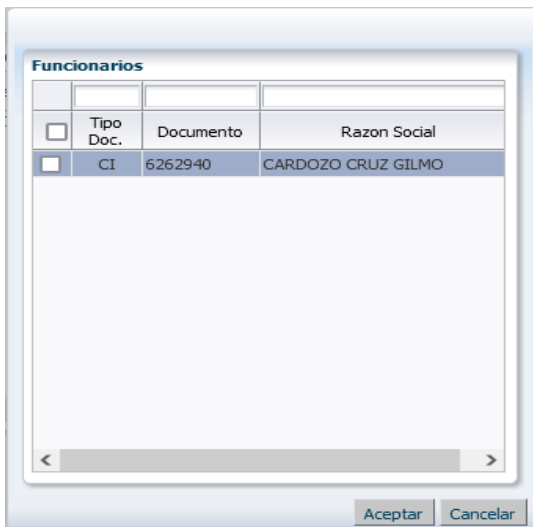 Funcionarios
Tipo Doc. Documento Razon Social
CI 6262940 CARDOZO CRUZ GILMO
Aceptar Cancelar